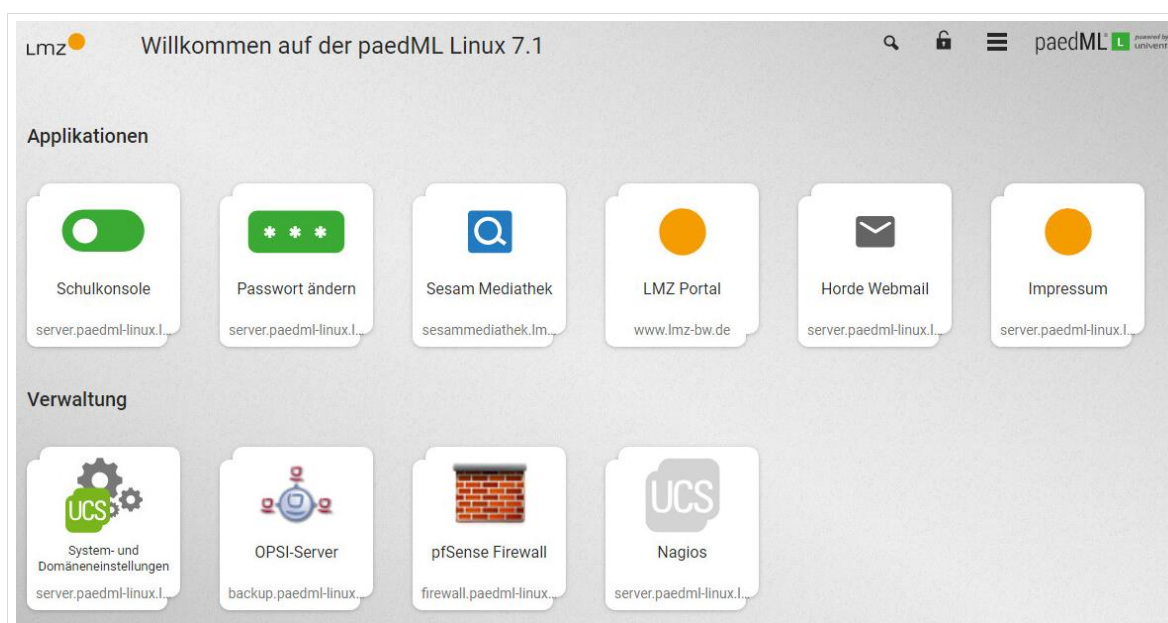 LMZ
Willkommen auf der paedML Linux 7.1
paedML® L powered by
univent
Applikationen
* * *
Schulkonsole
Passwort ändern
Sesam Mediathek
LMZ Portal
Horde Webmail
Impressum
server.paedml-linux.l...
server.paedml-linux.l...
sesammediathek.lm...
www.lmz-bw.de
server.paedml-linux.l...
server.paedml-linux.l...
Verwaltung
UCS
UCS
System- und
Domäneneinstellungen
OPSI-Server
pfSense Firewall
Nagios
server.paedml-linux.l...
backup.paedml-linux...
firewall.paedml-linux...
server.paedml-linux.l...